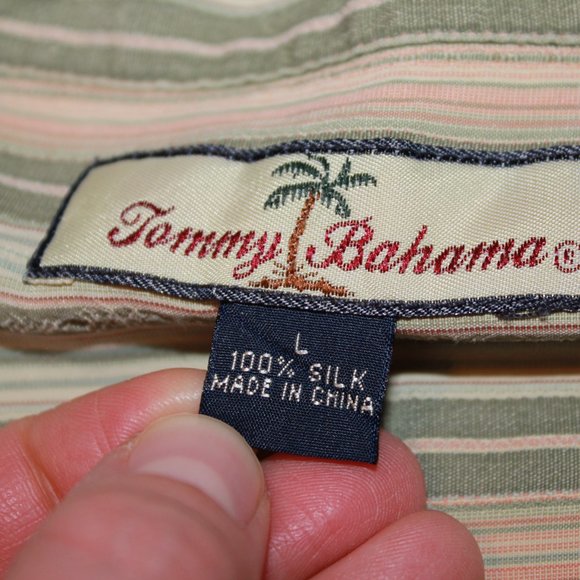 Tommy Bahama®
L
100% SILK
MADE IN CHINA